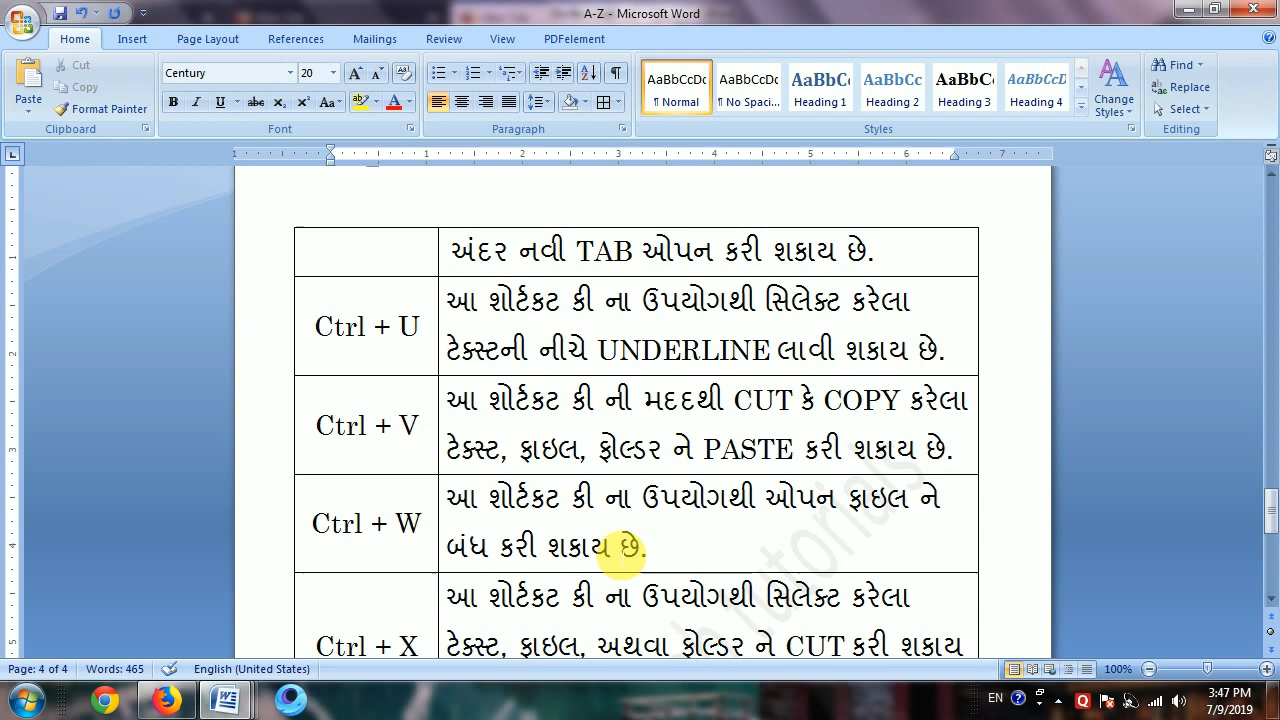 A-Z - Microsoft Word
Home Insert Page Layout References Mailings Review View PDFelement
Paste
Cut
Copy
Format Painter
Clipboard
Century 20
Font
Paragraph
AaBbCcDc AaBbCcDc AaBbC AaBbCc AaBbC AaBbCcD
¶ Normal ¶ No Spaci... Heading 1 Heading 2 Heading 3 Heading 4
Change Styles
Styles
Find
Replace
Select
Editing
અંદર નવી TAB ઓપન કરી શકાય છે.
Ctrl + U
આ શોર્ટકટ કી ના ઉપયોગથી સિલેક્ટ કરેલા
ટેક્સ્ટની નીચે UNDERLINE લાવી શકાય છે.
Ctrl + V
આ શોર્ટકટ કી ની મદદથી CUT કે COPY કરેલા
ટેક્સ્ટ, ફાઇલ, ફોલ્ડર ને PASTE કરી શકાય છે.
Ctrl + W
આ શોર્ટકટ કી ના ઉપયોગથી ઓપન ફાઇલ ને
બંધ કરી શકાય છે.
Ctrl + X
આ શોર્ટકટ કી ના ઉપયોગથી સિલેક્ટ કરેલા
ટેક્સ્ટ, ફાઇલ, અથવા ફોલ્ડર ને CUT કરી શકાય
Tutorials
Page: 4 of 4 Words: 465 English (United States) 100%
EN 3:47 PM
7/9/2019